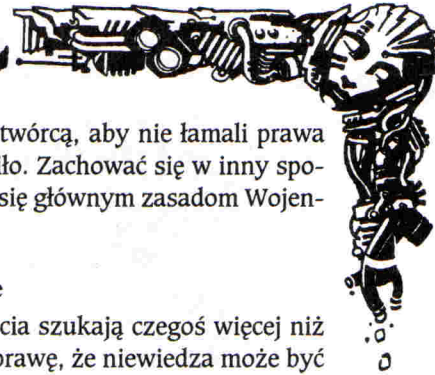 twórcą, aby nie łamali prawa
ło. Zachować się w inny spo-
się głównym zasadom Wojen-
e
cia szukają czegoś więcej niż
prawę, że niewiedza może być